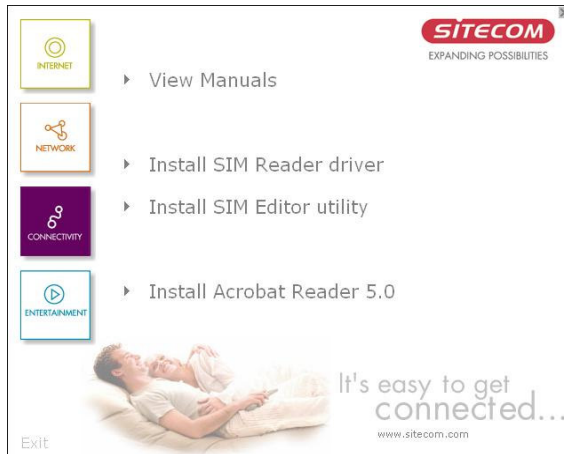 SITECOM
EXPANDING POSSIBILITIES
INTERNET
View Manuals
NETWORK
Install SIM Reader driver
CONNECTIVITY
Install SIM Editor utility
ENTERTAINMENT
Install Acrobat Reader 5.0
It's easy to get
connected...
www.sitecom.com
Exit